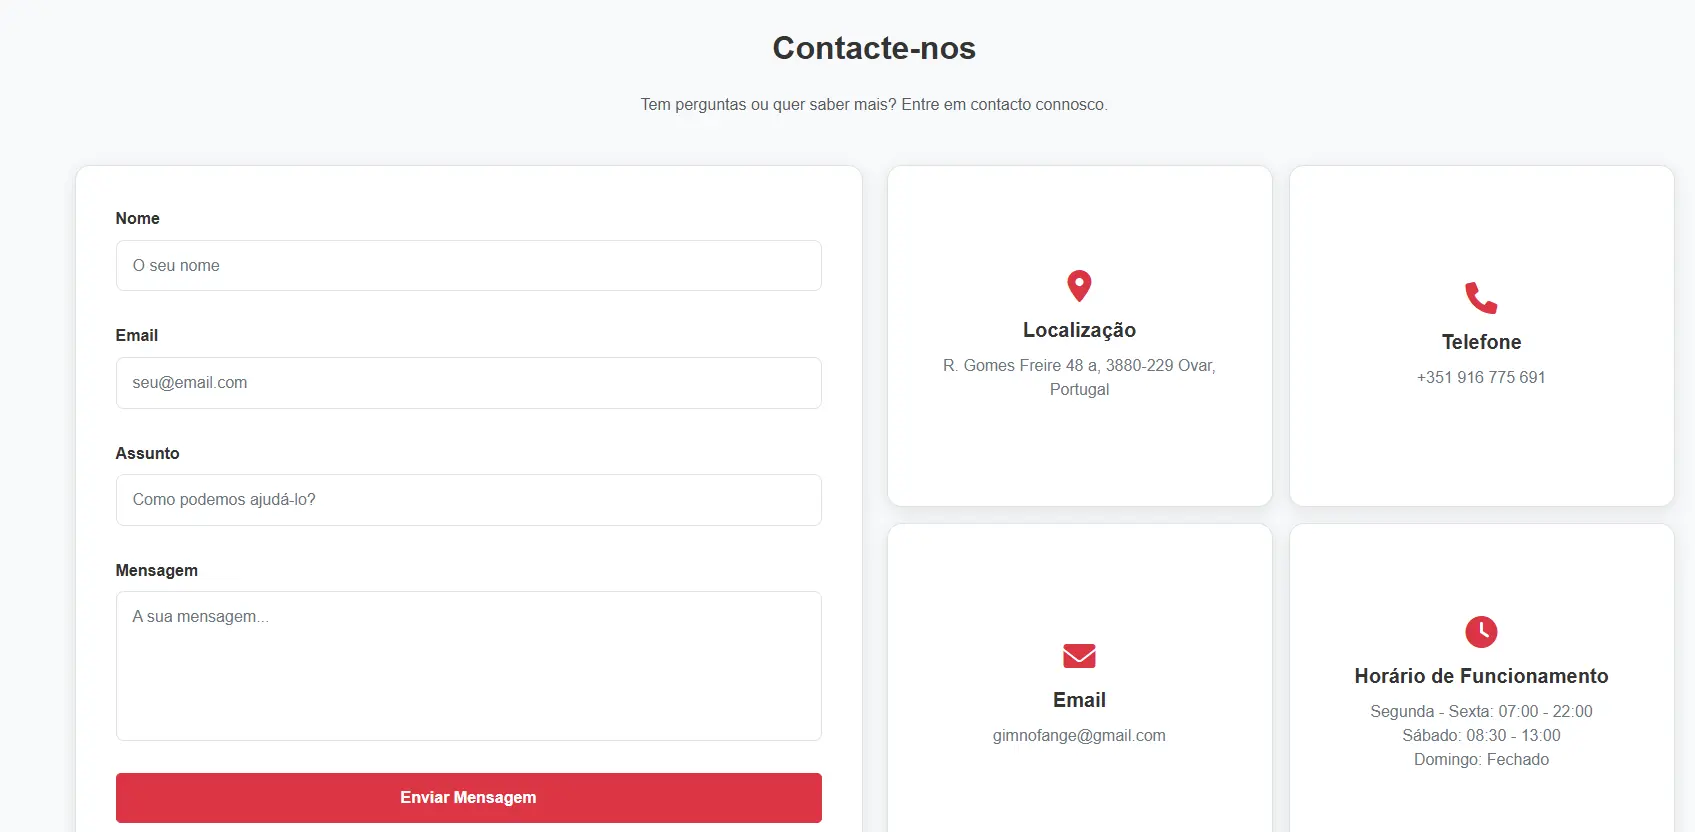 Contacte-nos
Tem perguntas ou quer saber mais? Entre em contacto connosco.
Nome
O seu nome
Email
seu@email.com
Assunto
Como podemos ajudá-lo?
Mensagem
A sua mensagem...
Enviar Mensagem
Localização
R. Gomes Freire 48 a, 3880-229 Ovar,
Portugal
Telefone
+351 916 775 691
Email
gimnofange@gmail.com
Horário de Funcionamento
Segunda - Sexta: 07:00 - 22:00
Sábado: 08:30 - 13:00
Domingo: Fechado